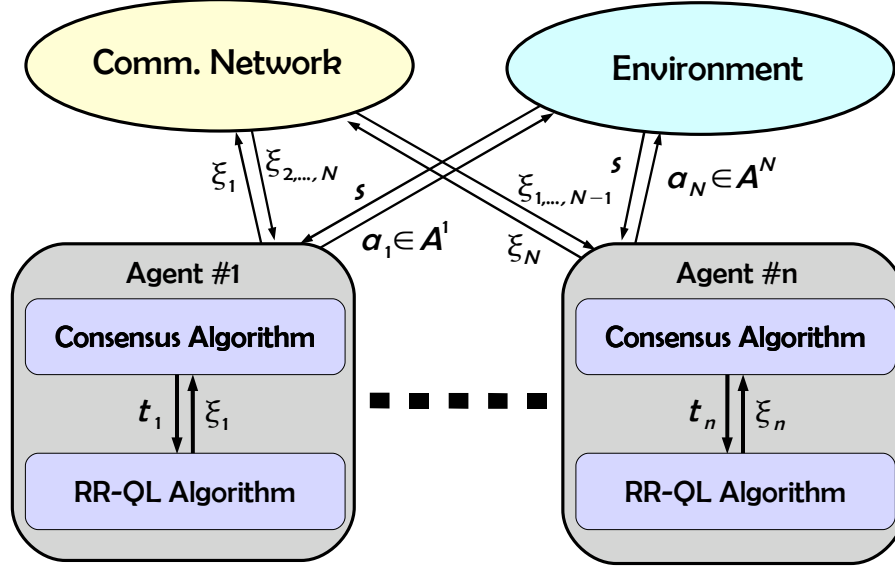 Comm. Network
Environment
ξ₁
ξ₂,...,N
s
a₁ ∈ A¹
ξ₁,...,N−1
ξN
s
aN ∈ Aᴺ
Agent #1
Consensus Algorithm
t₁
ξ₁
RR-QL Algorithm
Agent #n
Consensus Algorithm
tₙ
ξₙ
RR-QL Algorithm